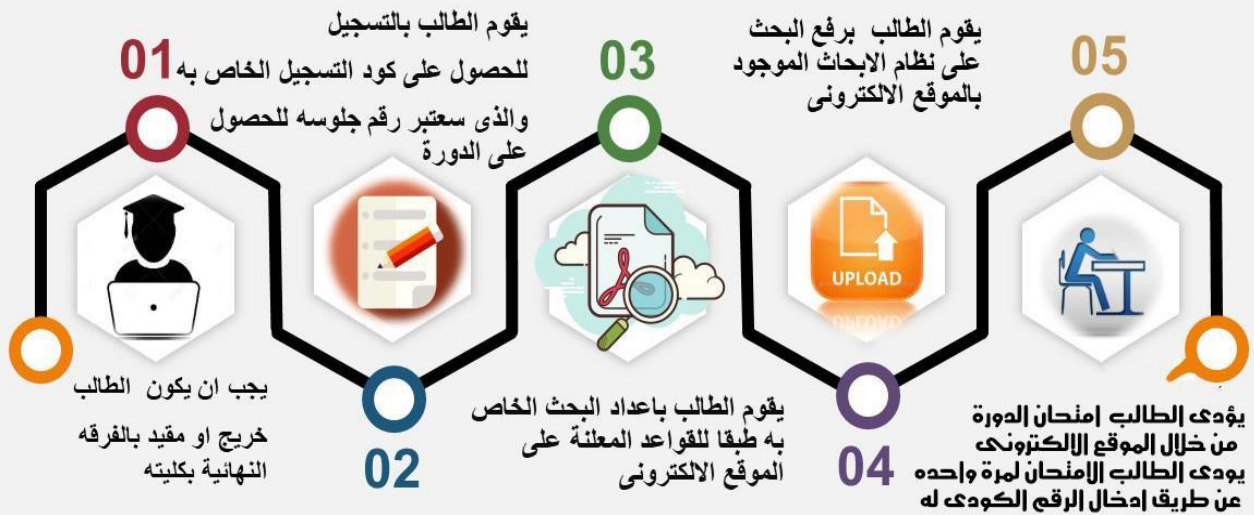 01
يجب ان يكون الطالب
خريج او مقيد بالفرقه
النهائية بكليته
02
يقوم الطالب بالتسجيل
للحصول على كود التسجيل الخاص به
والذى سعتبر رقم جلوسه للحصول
على الدورة
03
يقوم الطالب باعداد البحث الخاص
به طبقا للقواعد المعلنة على
الموقع الالكترونى
04
يقوم الطالب برفع البحث
على نظام الابحاث الموجود
بالموقع الالكترونى
UPLOAD
05
يؤدى الطالب امتحان الدورة
من خلال الموقع الالكترونى
يودى الطالب الامتحان لمرة واحده
عن طريق ادخال الرقم الكودى له